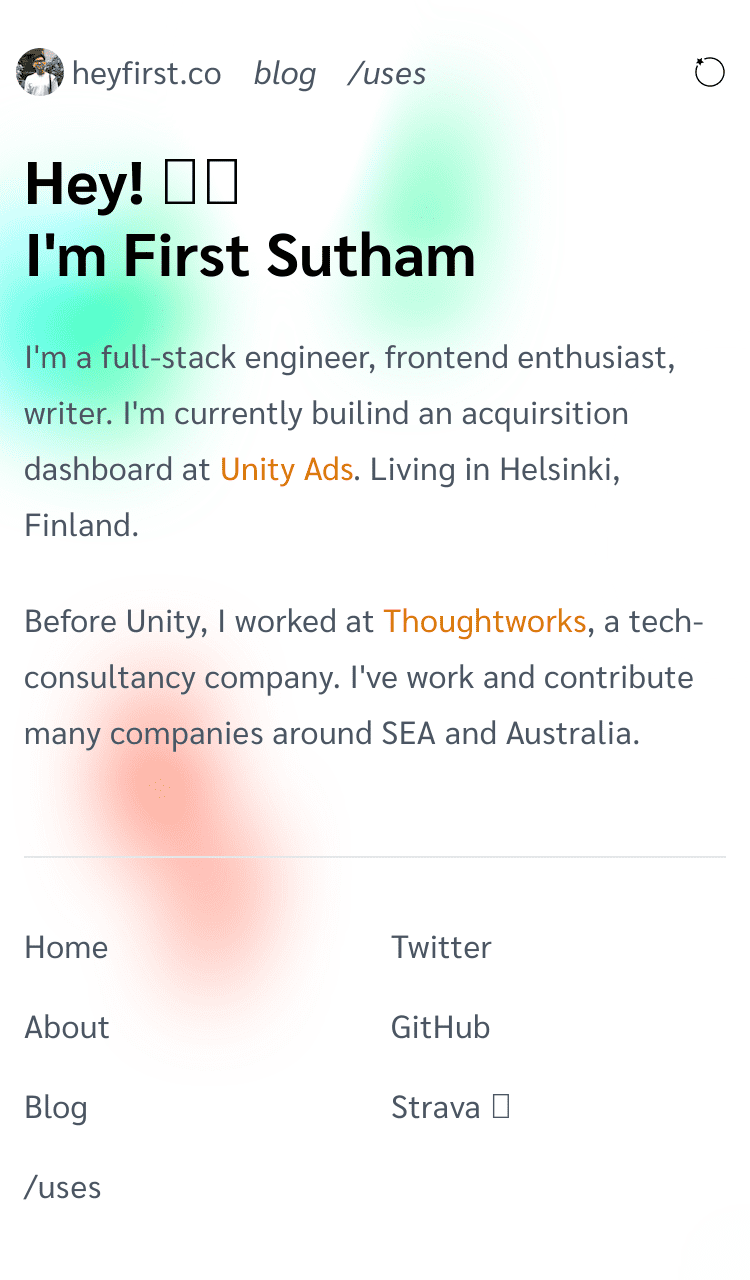 heyfirst.co blog /uses
Hey! 
I'm First Sutham
I'm a full-stack engineer, frontend enthusiast,
writer. I'm currently builind an acquirsition
dashboard at Unity Ads. Living in Helsinki,
Finland.
Before Unity, I worked at Thoughtworks, a tech-
consultancy company. I've work and contribute
many companies around SEA and Australia.
Home
About
Blog
/uses
Twitter
GitHub
Strava